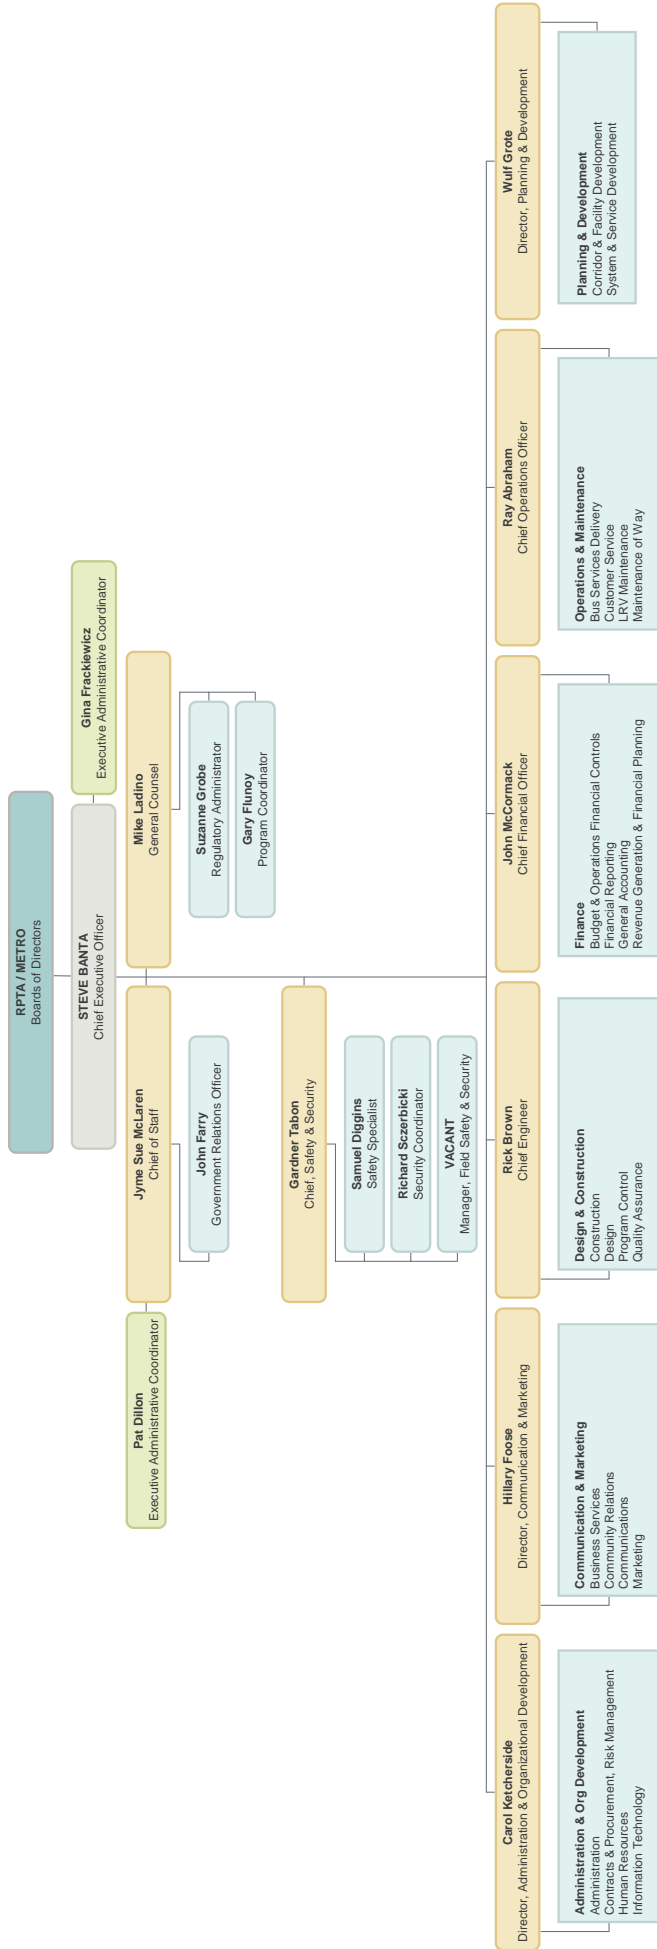 RPTA / METRO
Boards of Directors
STEVE BANTA
Chief Executive Officer
Gina Frackiewicz
Executive Administrative Coordinator
Pat Dillon
Executive Administrative Coordinator
Jyme Sue McLaren
Chief of Staff
Mike Ladino
General Counsel
John Farry
Government Relations Officer
Suzanne Grobe
Regulatory Administrator
Gary Flunoy
Program Coordinator
Gardner Tabon
Chief, Safety & Security
Samuel Diggins
Safety Specialist
Richard Sczerbicki
Security Coordinator
VACANT
Manager, Field Safety & Security
Carol Ketcherside
Director, Administration & Organizational Development
Hillary Foose
Director, Communication & Marketing
Rick Brown
Chief Engineer
John McCormack
Chief Financial Officer
Ray Abraham
Chief Operations Officer
Wulf Grote
Director, Planning & Development
Administration & Org Development
Administration
Contracts & Procurement, Risk Management
Human Resources
Information Technology
Communication & Marketing
Business Services
Community Relations
Communications
Marketing
Design & Construction
Construction
Design
Program Control
Quality Assurance
Finance
Budget & Operations Financial Controls
Financial Reporting
General Accounting
Revenue Generation & Financial Planning
Operations & Maintenance
Bus Services Delivery
Customer Service
LRV Maintenance
Maintenance of Way
Planning & Development
Corridor & Facility Development
System & Service Development